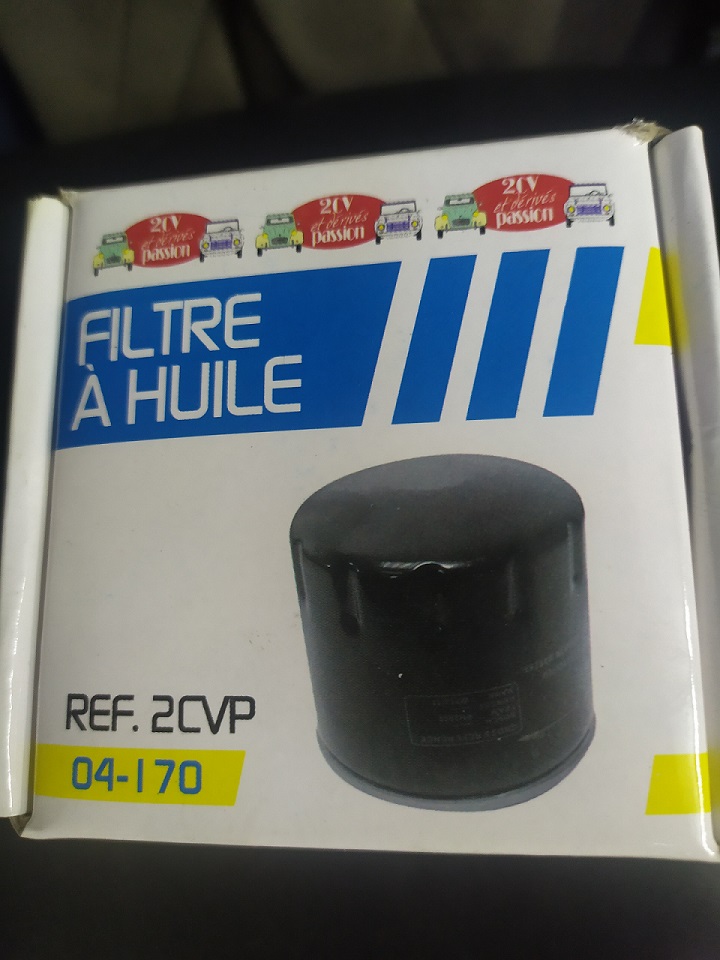 2CV
et dérivés
passion
2CV
et dérivés
passion
2CV
et dérivés
passion
FILTRE
À HUILE
REF. 2CVP
04-170